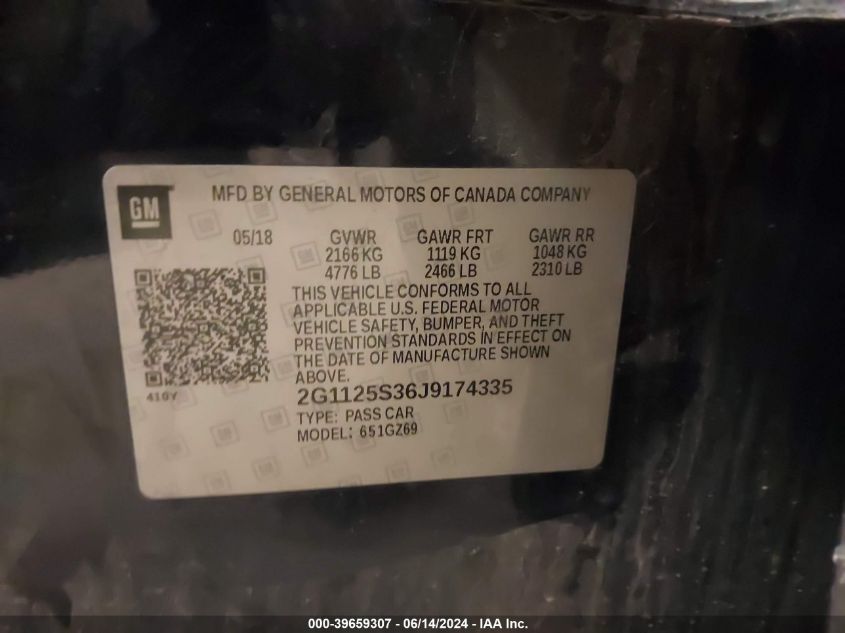 GM
MFD BY GENERAL MOTORS OF CANADA COMPANY
05/18 GVWR GAWR FRT GAWR RR
2166 KG 1119 KG 1048 KG
4776 LB 2466 LB 2310 LB
THIS VEHICLE CONFORMS TO ALL
APPLICABLE U.S. FEDERAL MOTOR
VEHICLE SAFETY, BUMPER, AND THEFT
PREVENTION STANDARDS IN EFFECT ON
THE DATE OF MANUFACTURE SHOWN
ABOVE.
416Y
2G1125S36J9174335
TYPE: PASS CAR
MODEL: 651GZ69
000-39659307 / 06/14/2024 - IAA Inc.